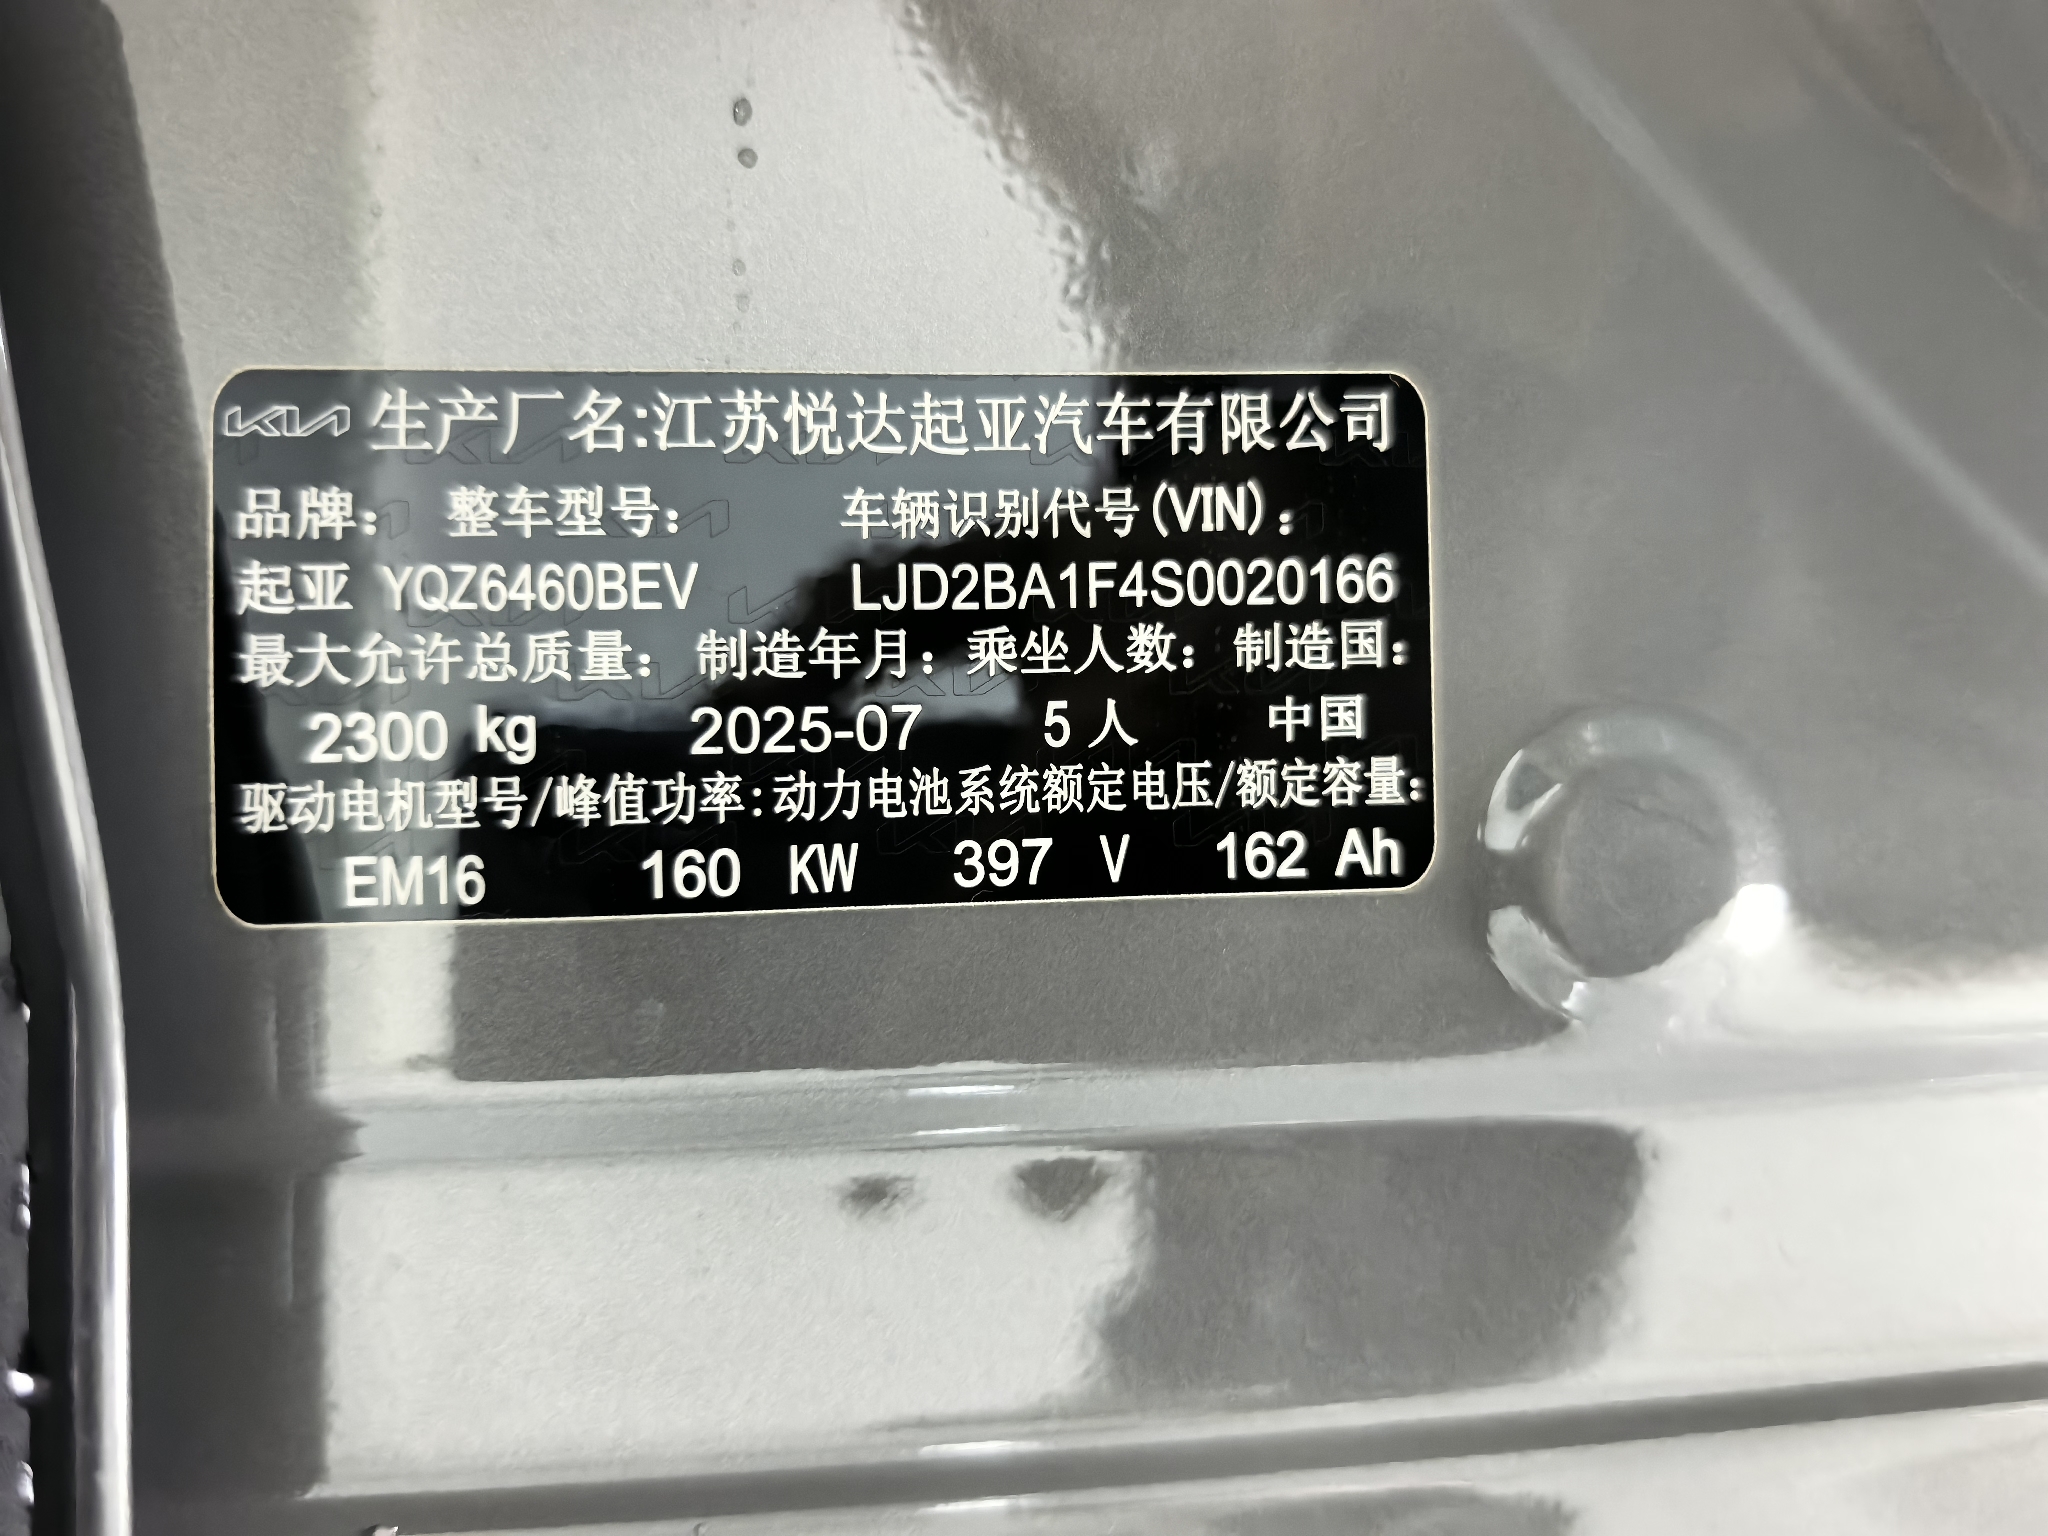 KIA 生产厂名:江苏悦达起亚汽车有限公司
品牌: 整车型号: 车辆识别代号(VIN):
起亚 YQZ6460BEV LJD2BA1F4S0020166
最大允许总质量: 制造年月: 乘坐人数: 制造国:
2300 kg 2025-07 5 人 中国
驱动电机型号/峰值功率:动力电池系统额定电压/额定容量:
EM16 160 KW 397 V 162 Ah